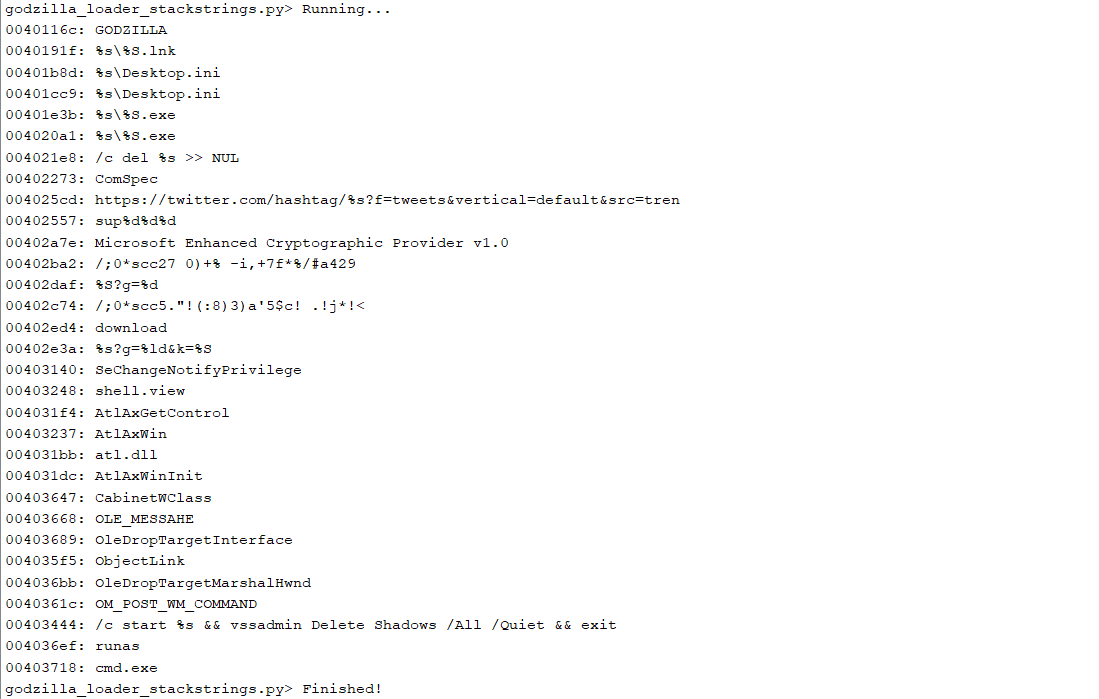 godzilla_loader_stackstrings.py> Running...
0040116c: GODZILLA
0040191f: %s\%S.lnk
00401b8d: %s\Desktop.ini
00401cc9: %s\Desktop.ini
00401e3b: %s\%S.exe
004020a1: %s\%S.exe
004021e8: /c del %s >> NUL
00402273: ComSpec
004025cd: https://twitter.com/hashtag/%s?f=tweets&vertical=default&src=tren
00402557: sup%d%d%d
00402a7e: Microsoft Enhanced Cryptographic Provider v1.0
00402ba2: /;0*scc27 0)+% -i,+7f*%/#a429
00402daf: %S?g=%d
00402c74: /;0*scc5."!(:8)3)a'5$c! .!j*!<
00402ed4: download
00402e3a: %s?g=%ld&k=%S
00403140: SeChangeNotifyPrivilege
00403248: shell.view
004031f4: AtlAxGetControl
00403237: AtlAxWin
004031bb: atl.dll
004031dc: AtlAxWinInit
00403647: CabinetWClass
00403668: OLE_MESSAHE
00403689: OleDropTargetInterface
004035f5: ObjectLink
004036bb: OleDropTargetMarshalHwnd
0040361c: OM_POST_WM_COMMAND
00403444: /c start %s && vssadmin Delete Shadows /All /Quiet && exit
004036ef: runas
00403718: cmd.exe
godzilla_loader_stackstrings.py> Finished!